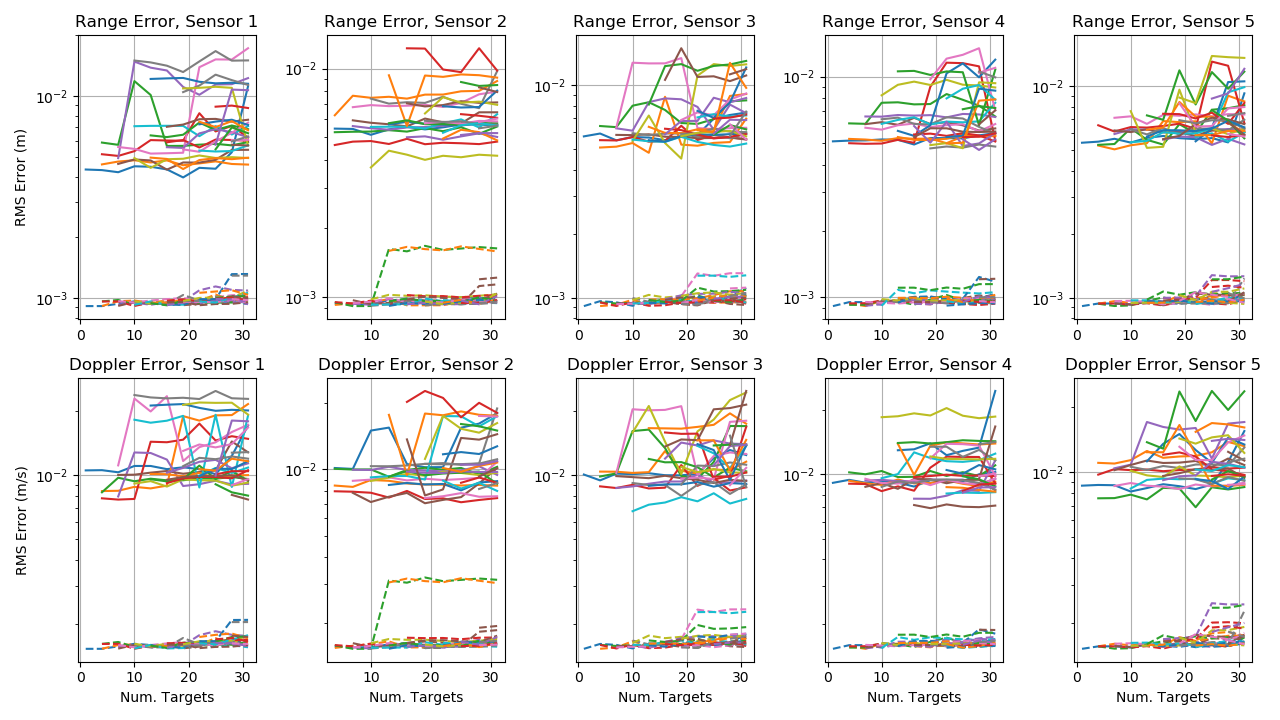 Range Error, Sensor 1 Range Error, Sensor 2 Range Error, Sensor 3 Range Error, Sensor 4 Range Error, Sensor 5
RMS Error (m)
10⁻² 10⁻² 10⁻² 10⁻² 10⁻²
10⁻³ 10⁻³ 10⁻³ 10⁻³ 10⁻³
0 10 20 30 10 20 30 0 10 20 30 0 10 20 30 0 10 20 30
Doppler Error, Sensor 1 Doppler Error, Sensor 2 Doppler Error, Sensor 3 Doppler Error, Sensor 4 Doppler Error, Sensor 5
RMS Error (m/s)
10⁻² 10⁻² 10⁻² 10⁻² 10⁻²
0 10 20 30 10 20 30 0 10 20 30 0 10 20 30 0 10 20 30
Num. Targets Num. Targets Num. Targets Num. Targets Num. Targets